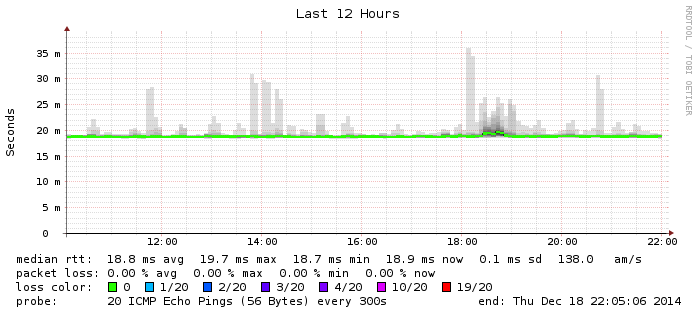 Last 12 Hours
RRDTOOL / TOBI OETIKER
Seconds
35 m
30 m
25 m
20 m
15 m
10 m
5 m
0
12:00 14:00 16:00 18:00 20:00 22:00
median rtt: 18.8 ms avg 19.7 ms max 18.7 ms min 18.9 ms now 0.1 ms sd 138.0 am/s
packet loss: 0.00 % avg 0.00 % max 0.00 % min 0.00 % now
loss color: 0 1/20 2/20 3/20 4/20 10/20 19/20
probe: 20 ICMP Echo Pings (56 Bytes) every 300s end: Thu Dec 18 22:05:06 2014